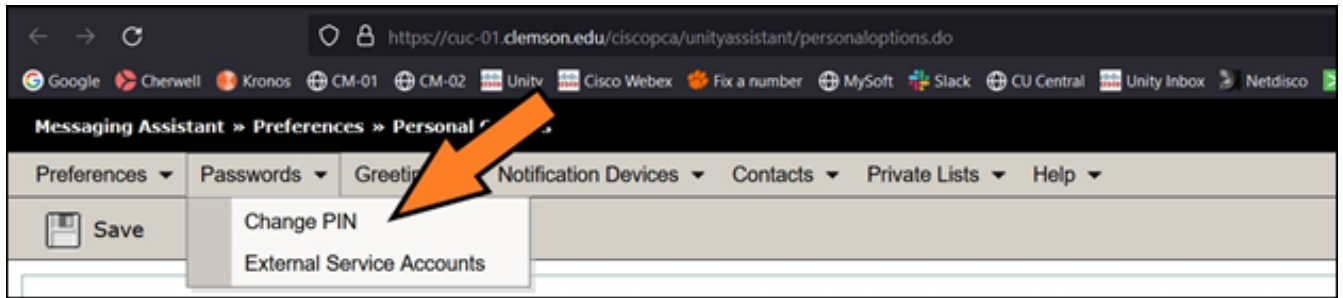 https://cuc-01.clemson.edu/ciscopca/unityassistant/personaloptions.do
Google Cherwell Kronos CM-01 CM-02 Unity Cisco Webex Fix a number MySoft Slack CU Central Unity Inbox Netdisco
Messaging Assistant » Preferences » Personal
Preferences Passwords Notification Devices Contacts Private Lists Help
Save
Change PIN
External Service Accounts